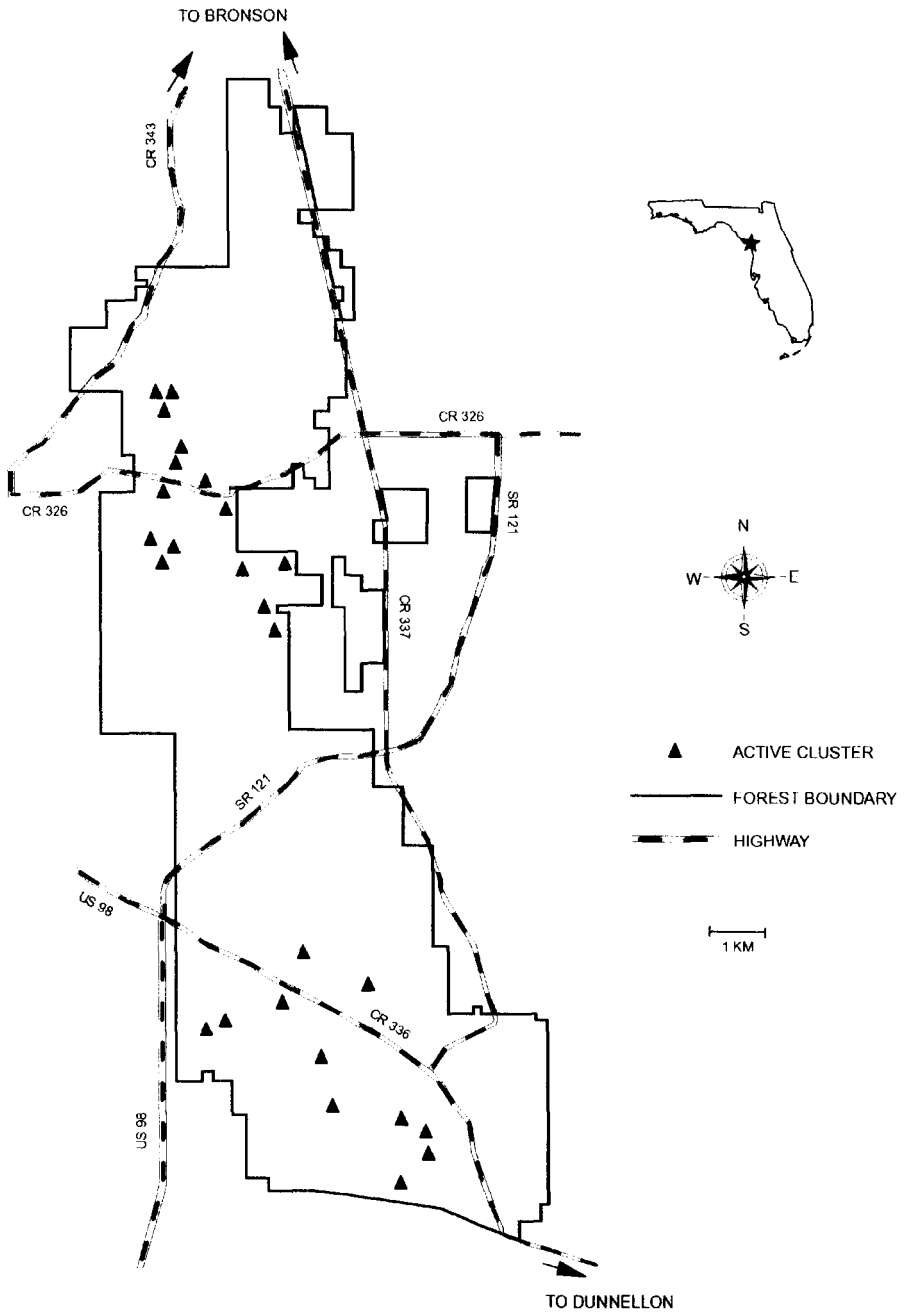 TO BRONSON
CR 343
CR 326
CR 326
SR 121
N
W E
S
CR 337
ACTIVE CLUSTER
SR 121
FOREST BOUNDARY
HIGHWAY
US 98
1 KM
CR 336
US 98
TO DUNNELLON